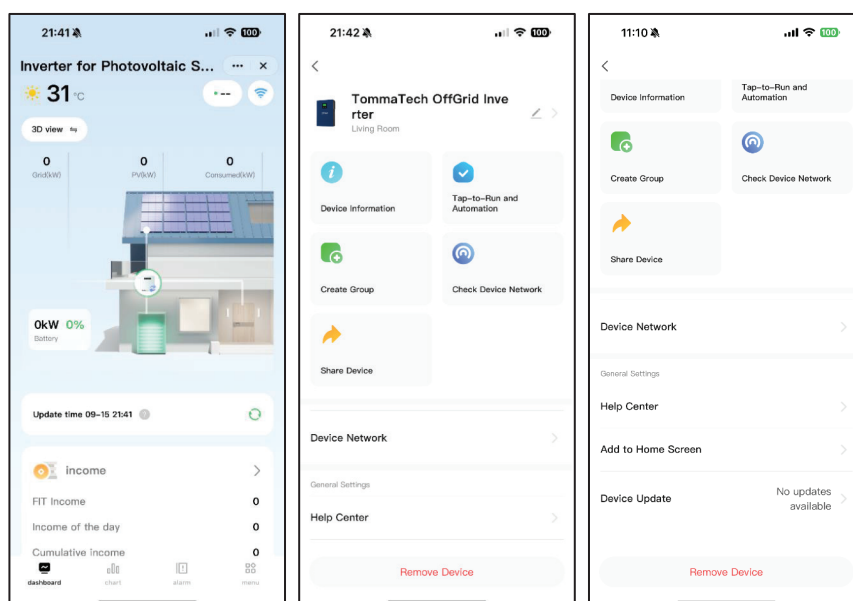 21:41
100
Inverter for Photovoltaic S...
31 °C
--
3D view
0
0
0
Grid(kW)
PV(kW)
Consumed(kW)
0kW 0%
Battery
Update time 09-15 21:41
income
FIT Income 0
Income of the day 0
Cumulative income 0
dashboard
chart
alarm
menu
21:42
100
TommaTech OffGrid Inve
rter
Living Room
Device Information
Tap-to-Run and
Automation
Create Group
Check Device Network
Share Device
Device Network
General Settings
Help Center
Remove Device
11:10
100
Device Information
Tap-to-Run and
Automation
Create Group
Check Device Network
Share Device
Device Network
General Settings
Help Center
Add to Home Screen
Device Update
No updates
available
Remove Device